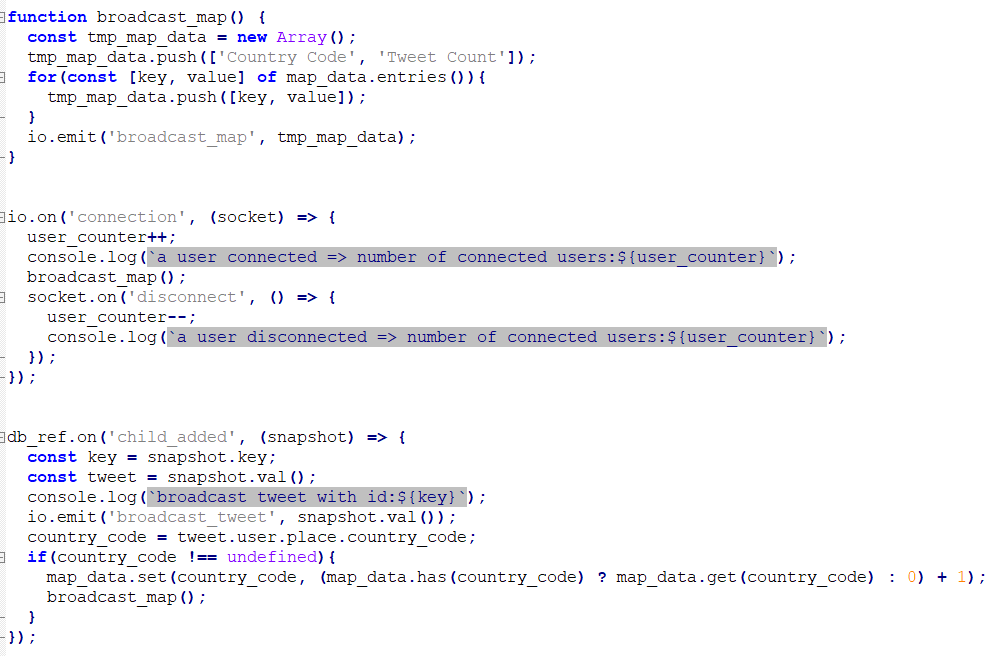 function broadcast_map() {
  const tmp_map_data = new Array();
  tmp_map_data.push(['Country Code', 'Tweet Count']);
  for(const [key, value] of map_data.entries()){
    tmp_map_data.push([key, value]);
  }
  io.emit('broadcast_map', tmp_map_data);
}
io.on('connection', (socket) => {
  user_counter++;
  console.log(`a user connected => number of connected users:${user_counter}`);
  broadcast_map();
  socket.on('disconnect', () => {
    user_counter--;
    console.log(`a user disconnected => number of connected users:${user_counter}`);
  });
});
db_ref.on('child_added', (snapshot) => {
  const key = snapshot.key;
  const tweet = snapshot.val();
  console.log(`broadcast tweet with id:${key}`);
  io.emit('broadcast_tweet', snapshot.val());
  country_code = tweet.user.place.country_code;
  if(country_code !== undefined){
    map_data.set(country_code, (map_data.has(country_code) ? map_data.get(country_code) : 0) + 1);
    broadcast_map();
  }
});